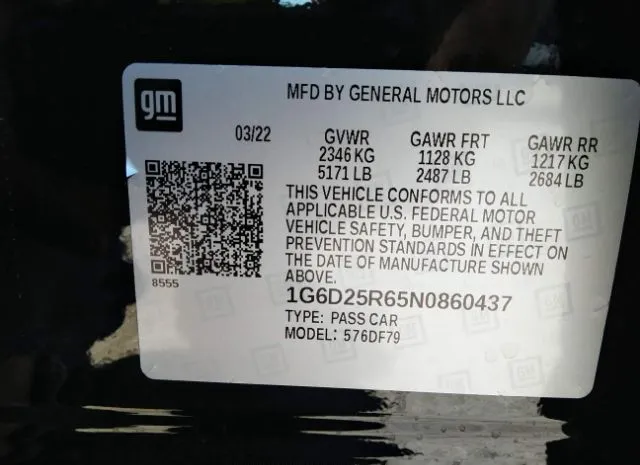 gm
MFD BY GENERAL MOTORS LLC
03/22 GVWR GAWR FRT GAWR RR
2346 KG 1128 KG 1217 KG
5171 LB 2487 LB 2684 LB
THIS VEHICLE CONFORMS TO ALL
APPLICABLE U.S. FEDERAL MOTOR
VEHICLE SAFETY, BUMPER, AND THEFT
PREVENTION STANDARDS IN EFFECT ON
THE DATE OF MANUFACTURE SHOWN
ABOVE.
8555
1G6D25R65N0860437
TYPE: PASS CAR
MODEL: 576DF79